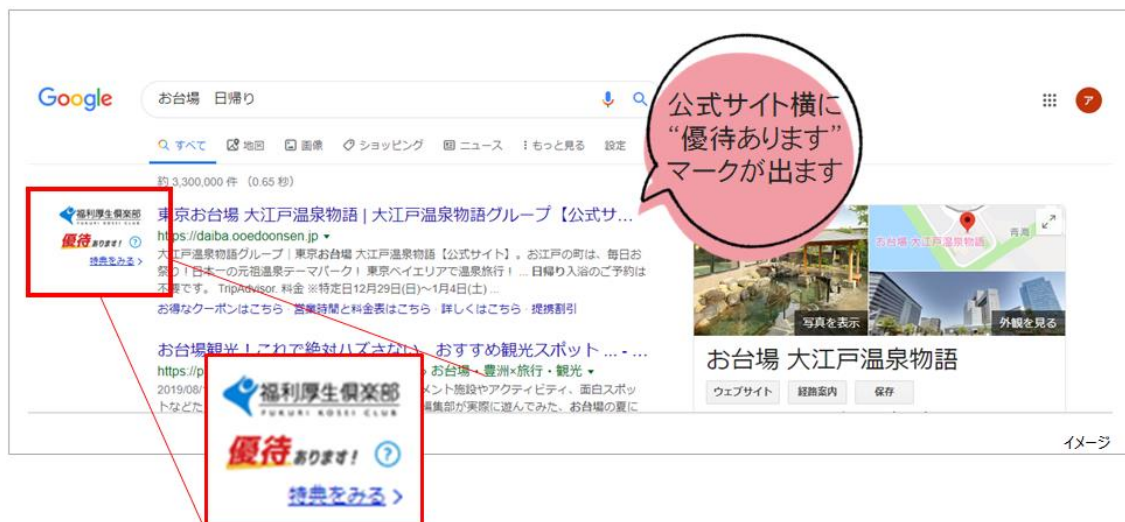 Google
お台場 日帰り
公式サイト横に
“優待あります”
マークが出ます
ア
すべて 地図 画像 ショッピング ニュース もっと見る 設定
約 3,300,000 件 （0.65 秒）
福利厚生倶楽部
FUKURI KOSEI CLUB
優待あります! ?
特典をみる >
東京お台場 大江戸温泉物語 | 大江戸温泉物語グループ【公式サ...
https://daiba.ooedoonsen.jp ▼
大江戸温泉物語グループ | 東京お台場 大江戸温泉物語【公式サイト】。お江戸の町は、毎日お
祭り！日本一の元祖温泉テーマパーク！ 東京ベイエリアで温泉旅行！ ... 日帰り入浴のご予約は
不要です。 TripAdvisor. 料金 ※特定日12月29日(日)～1月4日(土) ...
お得なクーポンはこちら · 営業時間と料金表はこちら · 詳しくはこちら · 提携割引
お台場観光！これで絶対ハズさない、おすすめ観光スポット ... - ...
https://p
お台場・豊洲×旅行・観光 ▼
2019/08/
メント施設やアクティビティ、面白スポッ
トなどた
編集部が実際に遊んでみた、お台場の夏に
福利厚生倶楽部
FUKURI KOSEI CLUB
優待あります! ?
特典をみる >
お台場 大江戸温泉物語
青海
写真を表示
外観を見る
お台場 大江戸温泉物語
ウェブサイト 経路案内 保存
イメージ